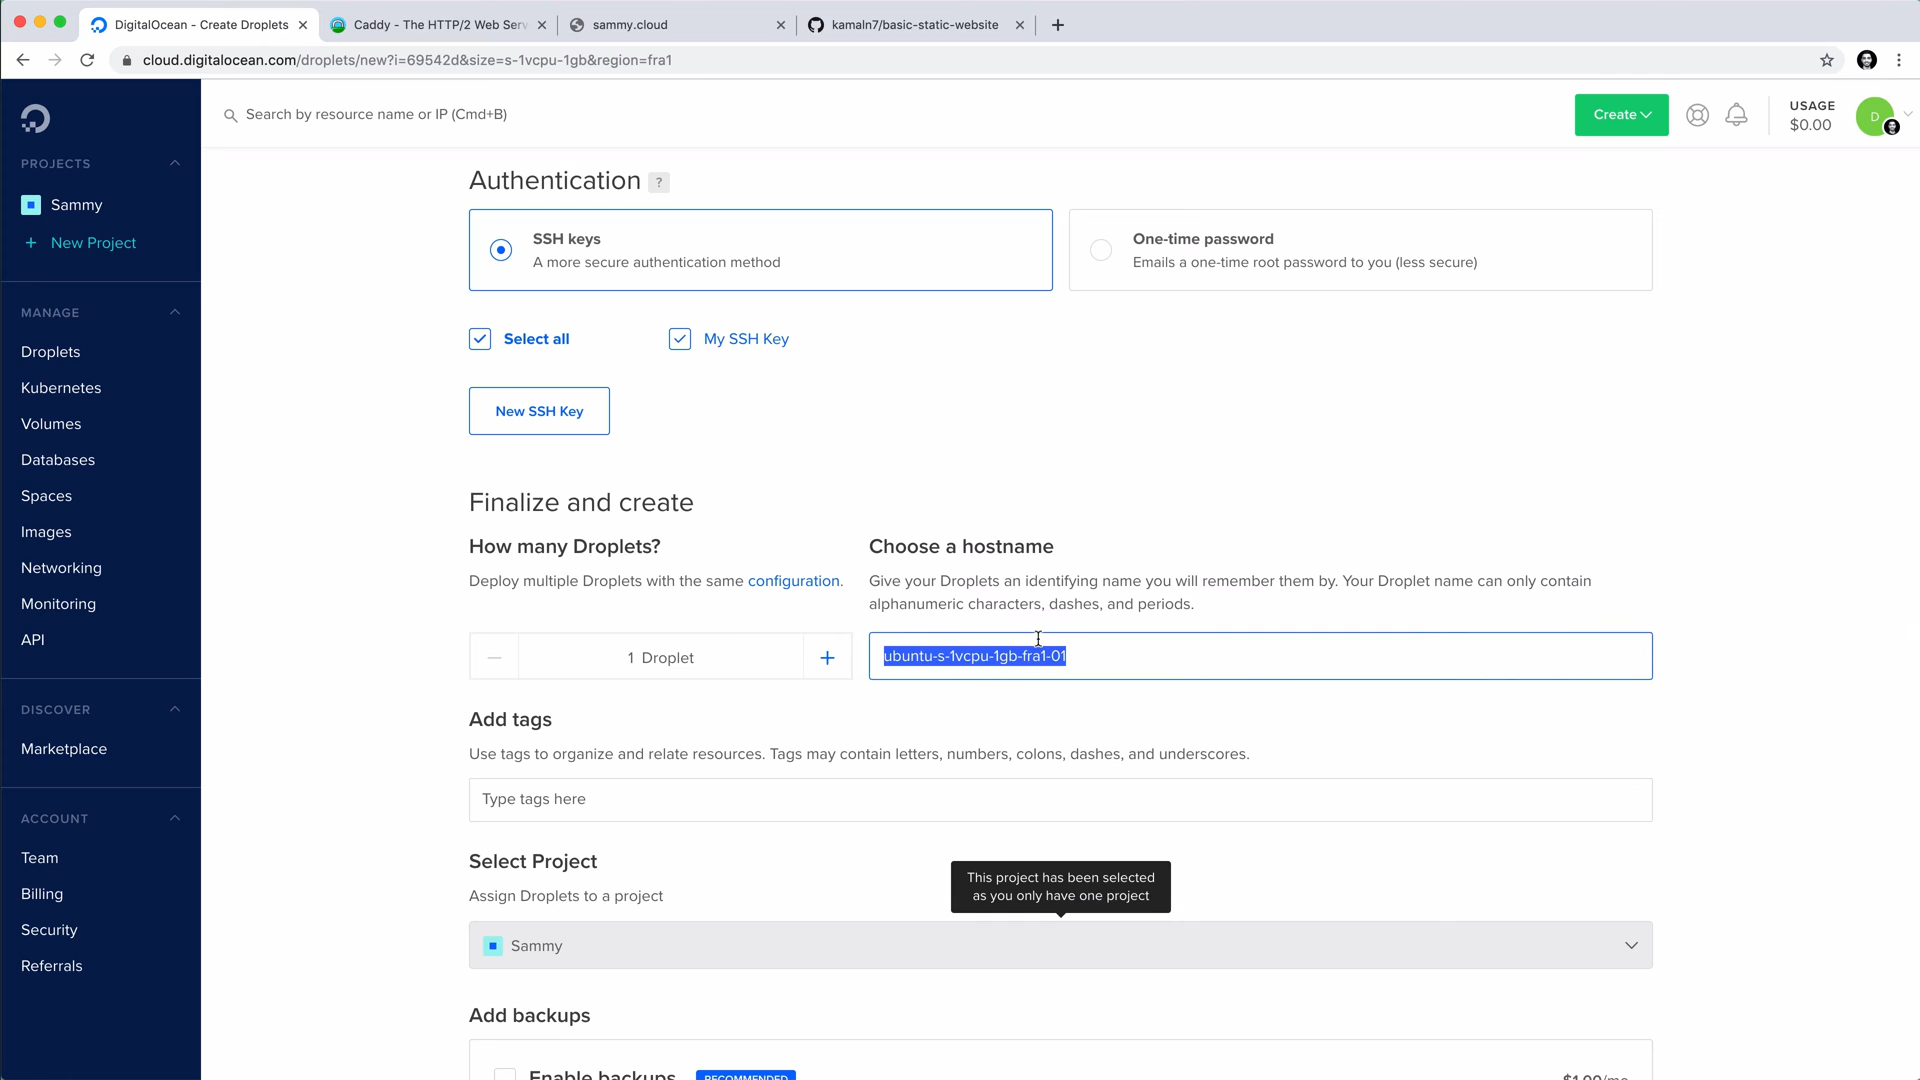 DigitalOcean - Create Droplets
Caddy - The HTTP/2 Web Serv
sammy.cloud
kamaln7/basic-static-website
cloud.digitalocean.com/droplets/new?i=69542d&size=s-1vcpu-1gb&region=fra1
Search by resource name or IP (Cmd+B)
Create
USAGE
$0.00
D
PROJECTS
Sammy
+ New Project
MANAGE
Droplets
Kubernetes
Volumes
Databases
Spaces
Images
Networking
Monitoring
API
DISCOVER
Marketplace
ACCOUNT
Team
Billing
Security
Referrals
Authentication ?
SSH keys
A more secure authentication method
One-time password
Emails a one-time root password to you (less secure)
Select all
My SSH Key
New SSH Key
Finalize and create
How many Droplets?
Deploy multiple Droplets with the same configuration.
1 Droplet
Choose a hostname
Give your Droplets an identifying name you will remember them by. Your Droplet name can only contain
alphanumeric characters, dashes, and periods.
ubuntu-s-1vcpu-1gb-fra1-01
Add tags
Use tags to organize and relate resources. Tags may contain letters, numbers, colons, dashes, and underscores.
Type tags here
Select Project
Assign Droplets to a project
This project has been selected
as you only have one project
Sammy
Add backups
Enable backups
RECOMMENDED
$1.00/mo